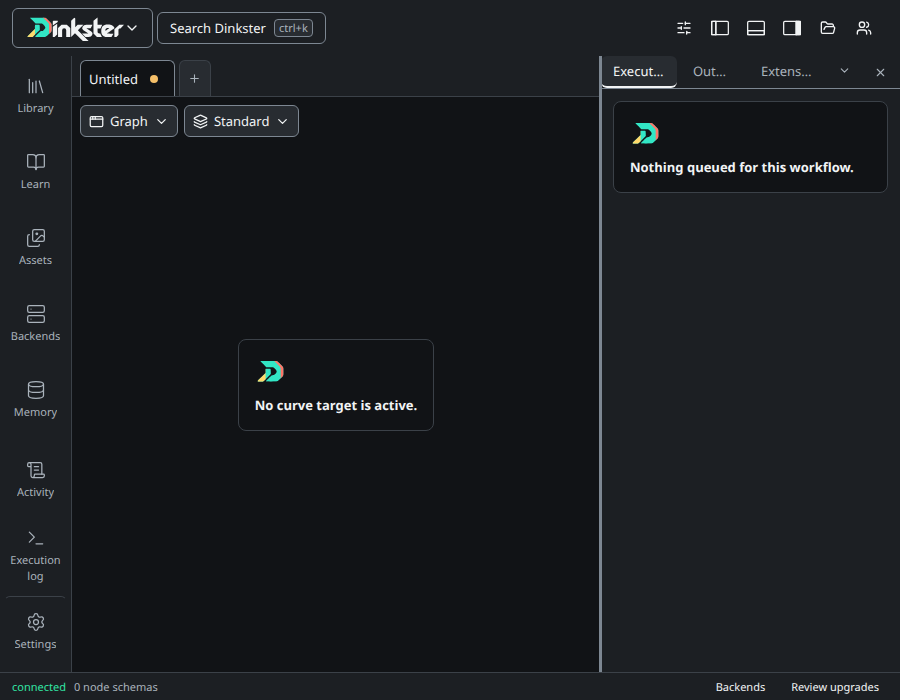 Dinkster
Search Dinkster ctrl+k
Untitled
Execut...
Out...
Extens...
Graph
Standard
Library
Learn
Assets
Backends
Memory
Activity
Execution
log
Settings
No curve target is active.
Nothing queued for this workflow.
connected
0 node schemas
Backends
Review upgrades